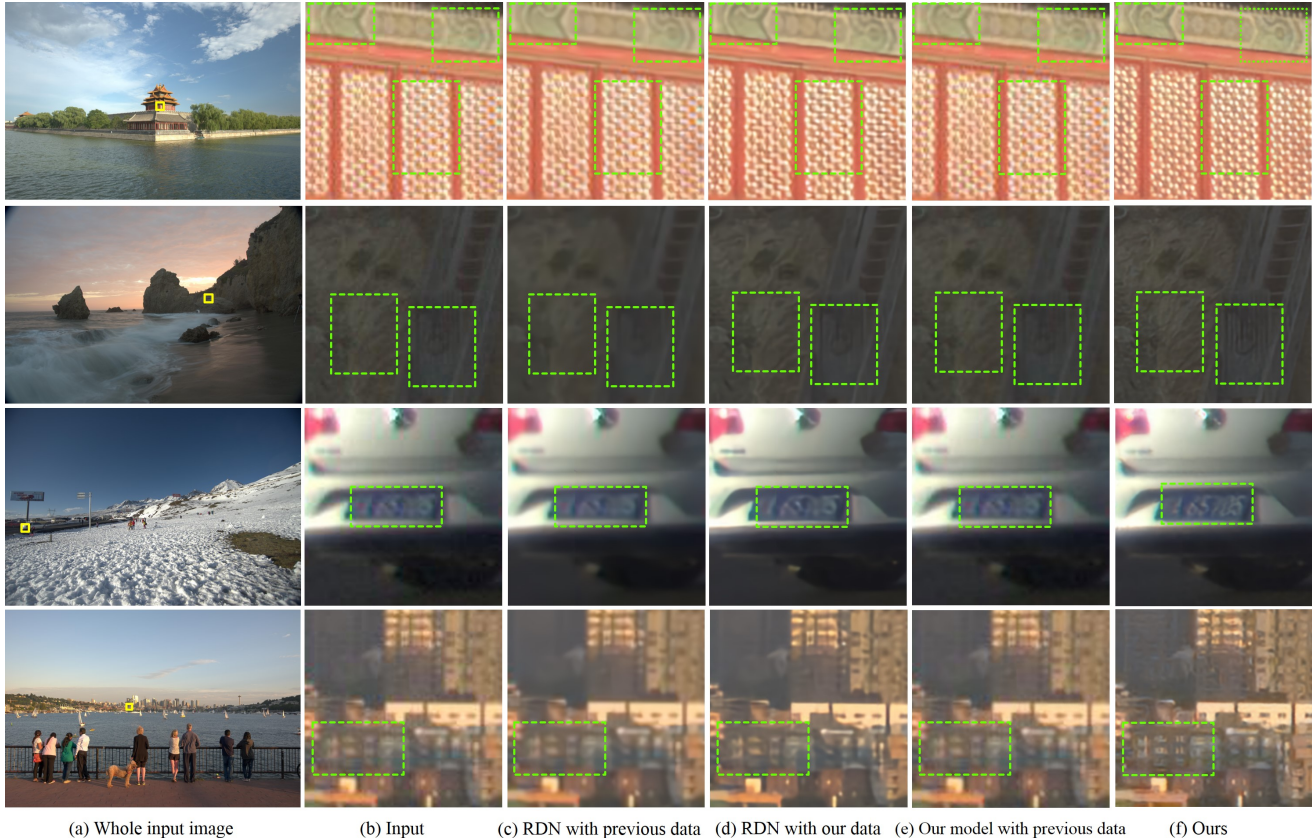 (a) Whole input image
(b) Input
(c) RDN with previous data
(d) RDN with our data
(e) Our model with previous data
(f) Ours